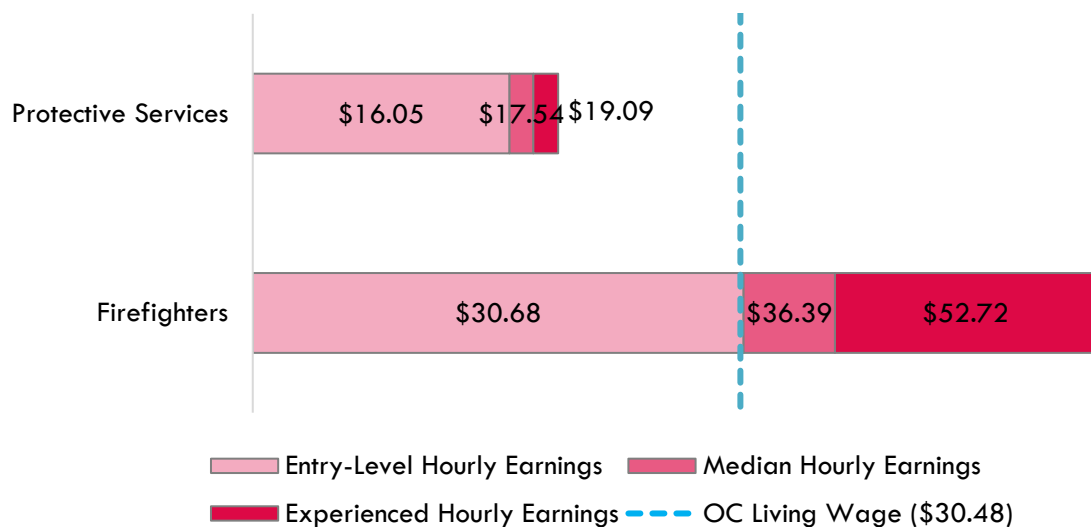 Protective Services $16.05 $17.54 $19.09
Firefighters $30.68 $36.39 $52.72
Entry-Level Hourly Earnings Median Hourly Earnings
Experienced Hourly Earnings OC Living Wage ($30.48)